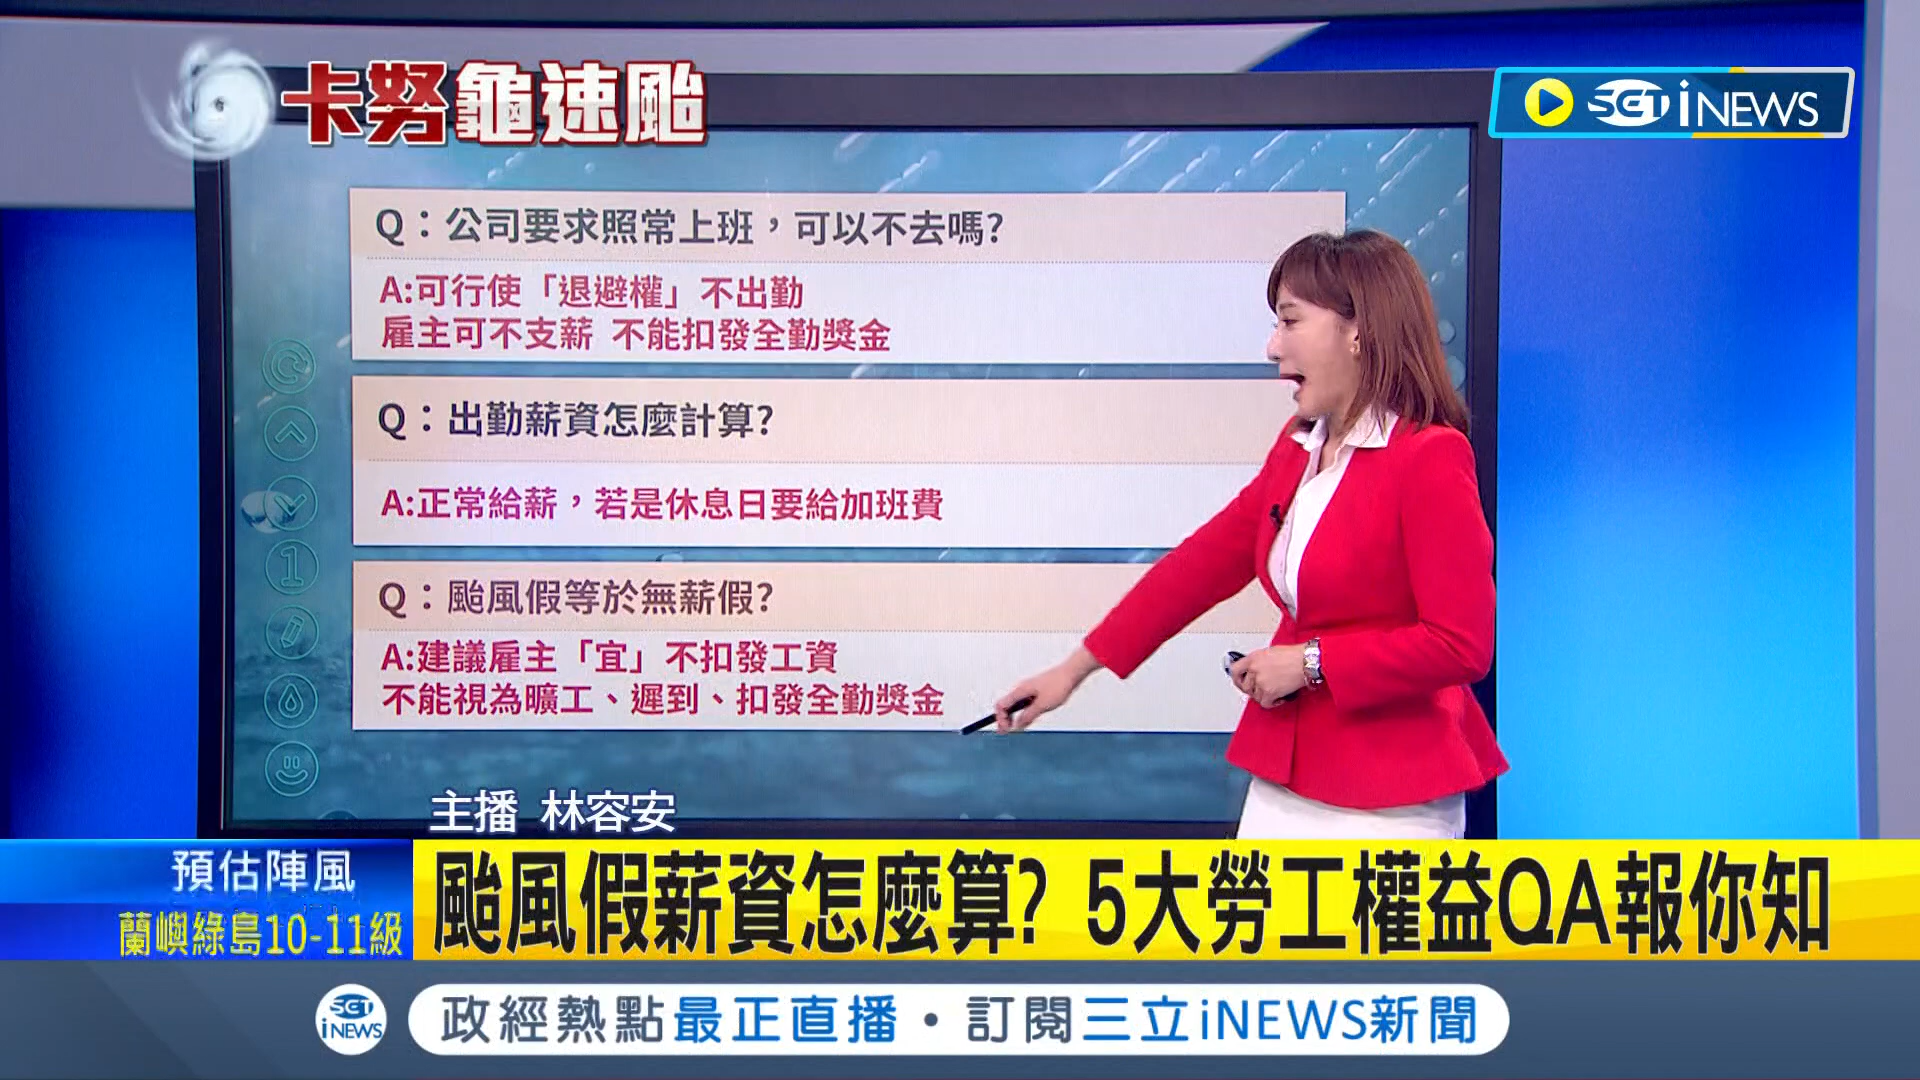 卡努龜速颱
SET iNEWS
Q：公司要求照常上班，可以不去嗎?
A:可行使「退避權」不出勤
雇主可不支薪 不能扣發全勤獎金
Q：出勤薪資怎麼計算?
A:正常給薪，若是休息日要給加班費
Q：颱風假等於無薪假?
A:建議雇主「宜」不扣發工資
不能視為曠工、遲到、扣發全勤獎金
1
主播 林容安
預估陣風
蘭嶼綠島10-11級
颱風假薪資怎麼算? 5大勞工權益QA報你知
SET iNEWS
政經熱點最正直播・訂閱三立iNEWS新聞